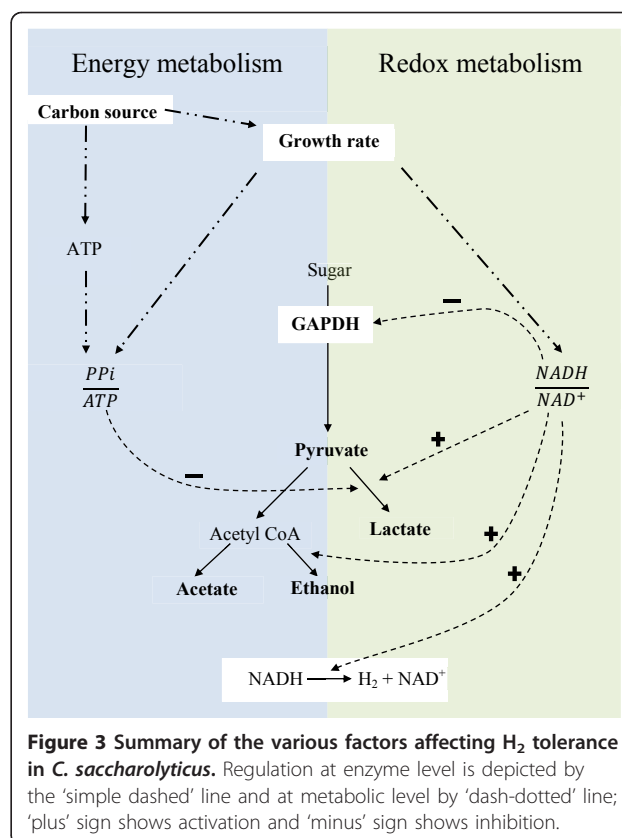 Energy metabolism
Redox metabolism
Carbon source
Growth rate
ATP
Sugar
−
GAPDH
PPi
ATP
NADH
NAD⁺
+
−
Pyruvate
Acetyl CoA
Lactate
+
Acetate
Ethanol
+
NADH → H₂ + NAD⁺
Figure 3 Summary of the various factors affecting H₂ tolerance
in C. saccharolyticus. Regulation at enzyme level is depicted by
the ‘simple dashed’ line and at metabolic level by ‘dash-dotted’ line;
‘plus’ sign shows activation and ‘minus’ sign shows inhibition.